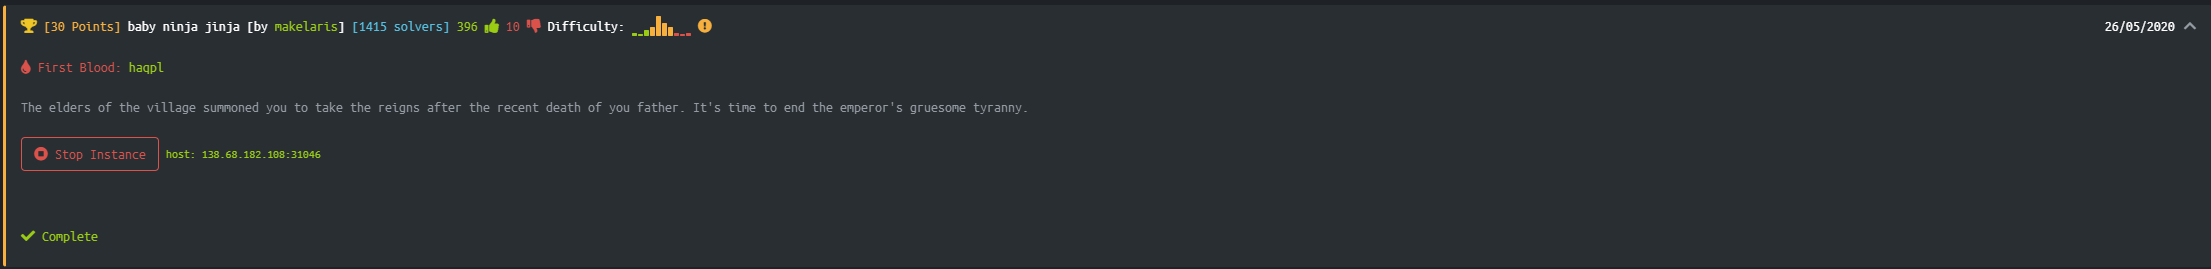 [30 Points] baby ninja jinja [by makelaris] [1415 solvers] 396 10 Difficulty: 26/05/2020
First Blood: haqpl
The elders of the village summoned you to take the reigns after the recent death of you father. It's time to end the emperor's gruesome tyranny.
Stop Instance host: 138.68.182.108:31046
Complete